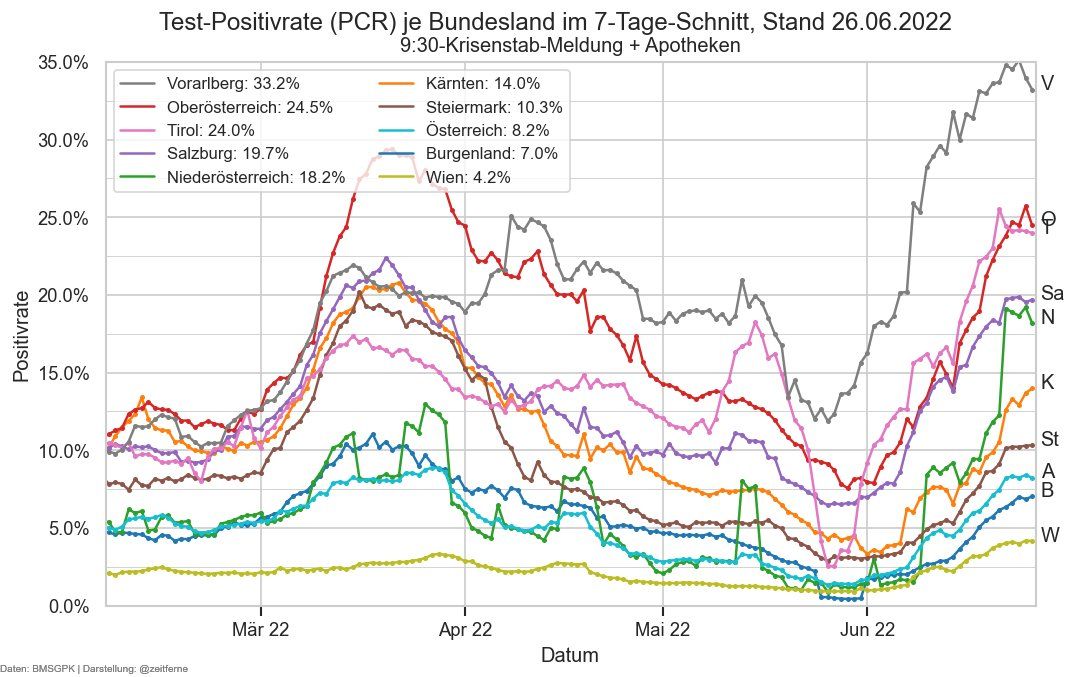 Test-Positivrate (PCR) je Bundesland im 7-Tage-Schnitt, Stand 26.06.2022
9:30-Krisenstab-Meldung + Apotheken
Vorarlberg: 33.2%
Oberösterreich: 24.5%
Tirol: 24.0%
Salzburg: 19.7%
Niederösterreich: 18.2%
Kärnten: 14.0%
Steiermark: 10.3%
Österreich: 8.2%
Burgenland: 7.0%
Wien: 4.2%
Positivrate
35.0%
30.0%
25.0%
20.0%
15.0%
10.0%
5.0%
0.0%
V
O
T
Sa
N
K
St
A
B
W
Mär 22
Apr 22
Mai 22
Jun 22
Datum
Daten: BMSGPK | Darstellung: @zeitferne